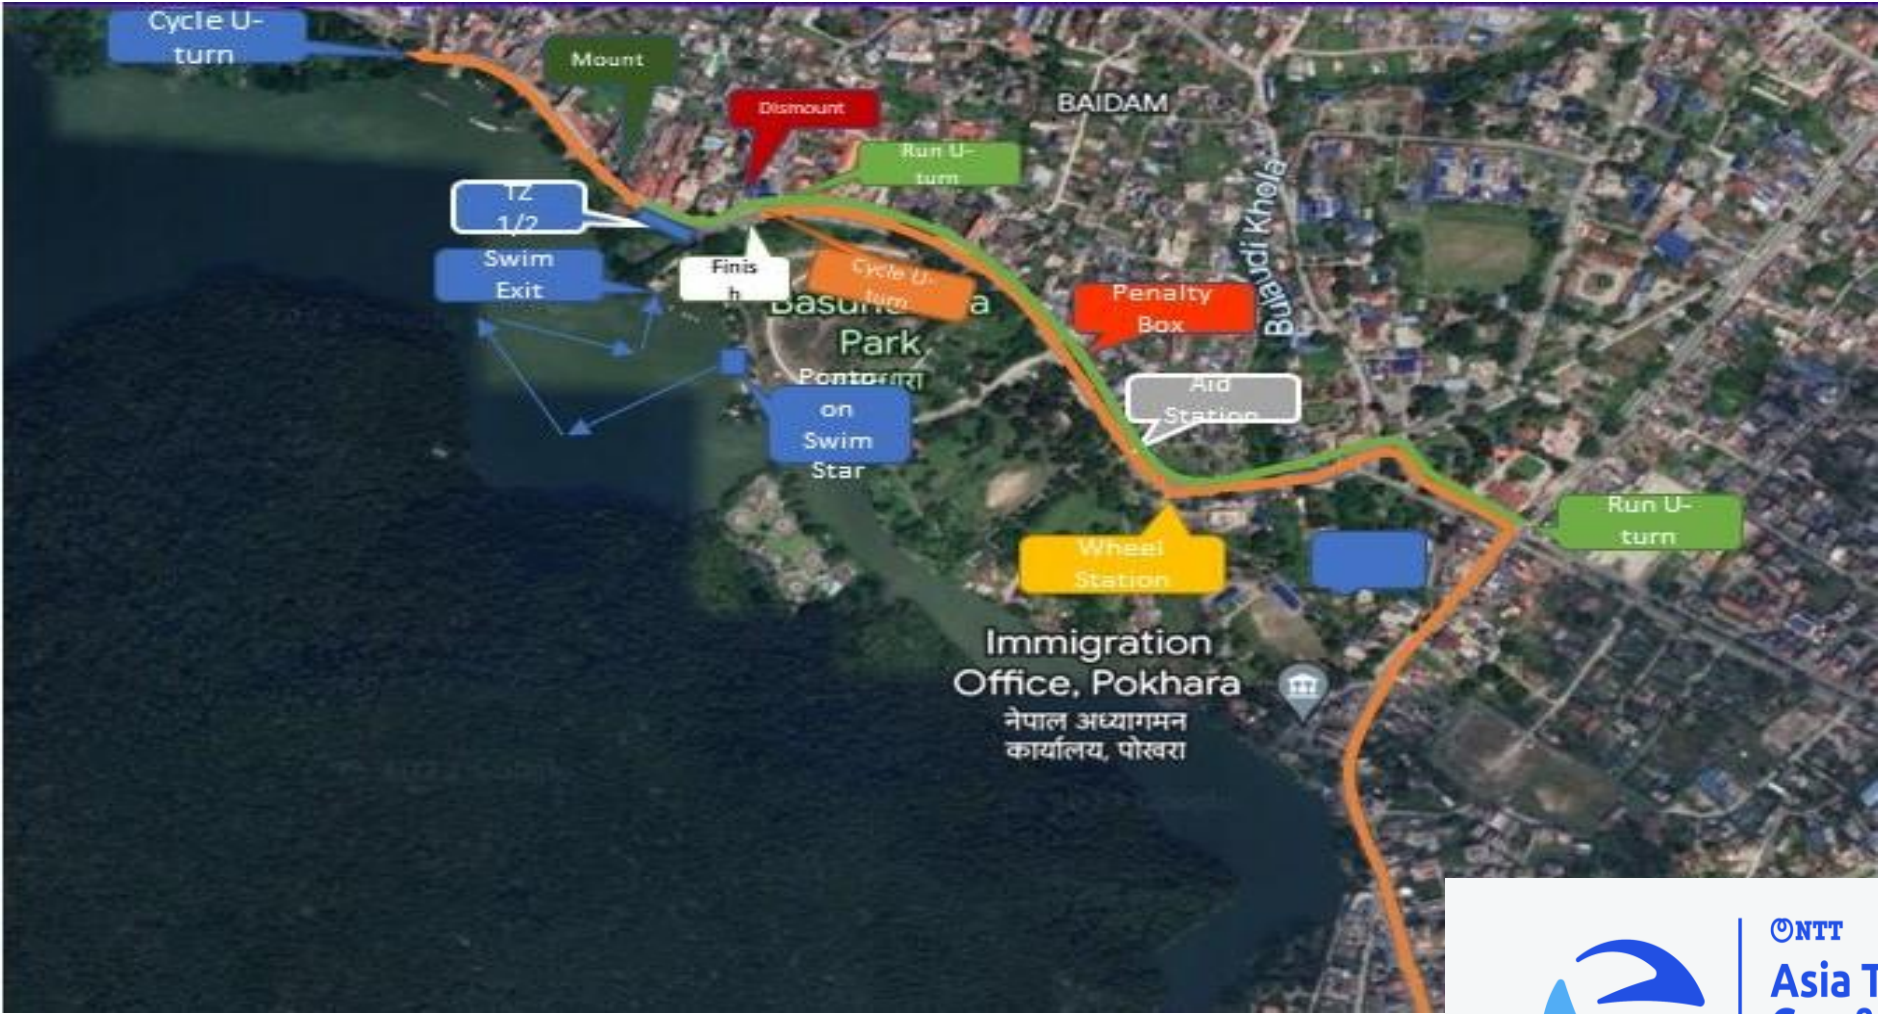 Cycle U-
turn
Mount
Dismount
BAIDAM
Run U-
turn
TZ
1/2
Swim
Exit
Finis
h
Cycle U-
turn
Penalty
Box
Bulaudi Khola
Park,
Aid
Station
Ponto
on
Swim
Star
Run U-
turn
Wheel
Station
Immigration
Office, Pokhara
नेपाल अध्यागमन
कार्यालय, पोखरा
NTT
Asia T